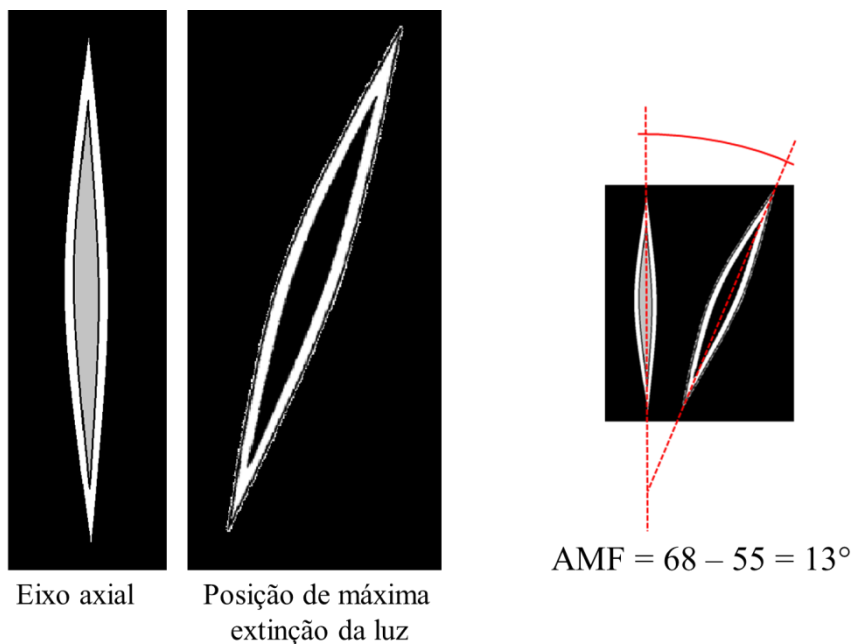 Eixo axial
Posição de máxima
extinção da luz
AMF = 68 – 55 = 13°